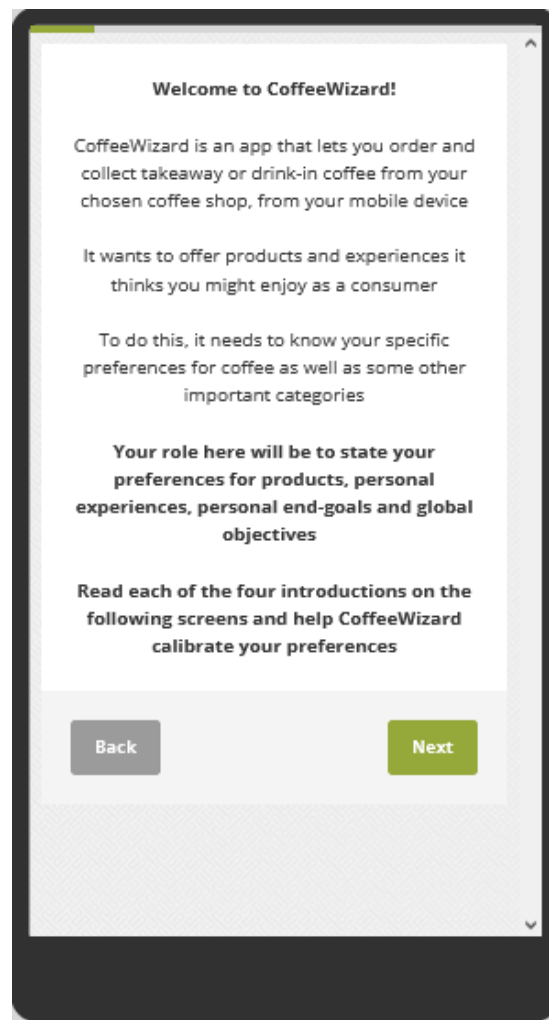 Welcome to CoffeeWizard!
CoffeeWizard is an app that lets you order and
collect takeaway or drink-in coffee from your
chosen coffee shop, from your mobile device
It wants to offer products and experiences it
thinks you might enjoy as a consumer
To do this, it needs to know your specific
preferences for coffee as well as some other
important categories
Your role here will be to state your
preferences for products, personal
experiences, personal end-goals and global
objectives
Read each of the four introductions on the
following screens and help CoffeeWizard
calibrate your preferences
Back
Next